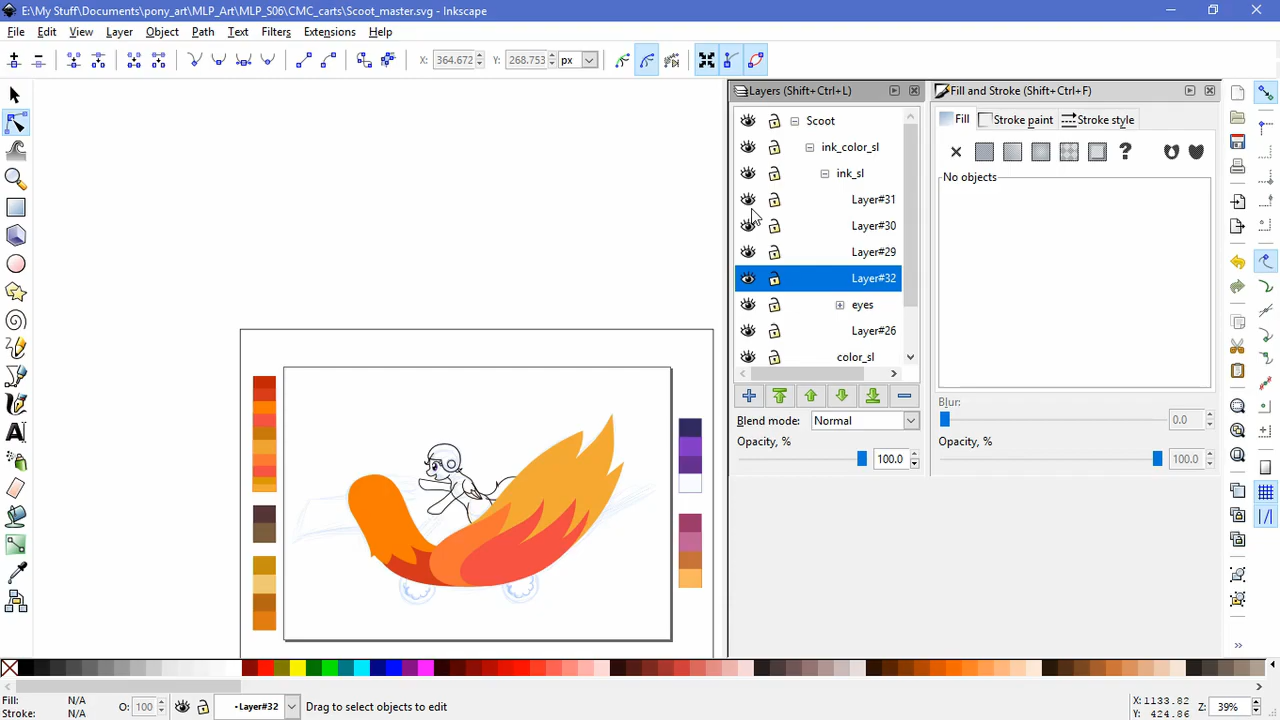 E:\My Stuff\Documents\pony_art\MLP_Art\MLP_S06\CMC_carts\Scoot_master.svg - Inkscape
File Edit View Layer Object Path Text Filters Extensions Help
X: 364.672 Y: 268.753 px
Layers (Shift+Ctrl+L)
Fill and Stroke (Shift+Ctrl+F)
Scoot
Fill Stroke paint Stroke style
ink_color_sl
?
ink_sl
No objects
Layer#31
Layer#30
Layer#29
Layer#32
eyes
Layer#26
color_sl
Blur: 0.0
Blend mode: Normal
Opacity, %
100.0
Opacity, %
100.0
Fill: N/A
Stroke: N/A
O: 100
·Layer#32
Drag to select objects to edit
X:1133.82
Y: 424.86
Z: 39%